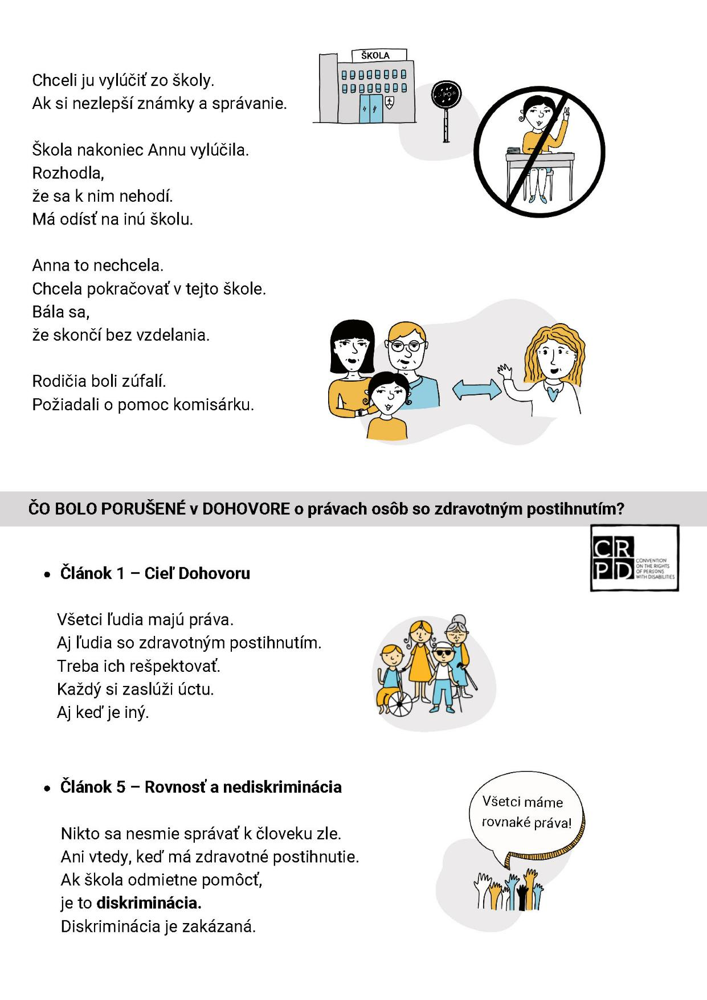 ŠKOLA
Chceli ju vylúčiť zo školy.
Ak si nezlepší známky a správanie.
Škola nakoniec Annu vylúčila.
Rozhodla,
že sa k nim nehodí.
Má odísť na inú školu.
Anna to nechcela.
Chcela pokračovať v tejto škole.
Bála sa,
že skončí bez vzdelania.
Rodičia boli zúfalí.
Požiadali o pomoc komisárku.
ČO BOLO PORUŠENÉ v DOHOVORE o právach osôb so zdravotným postihnutím?
CR
PD
CONVENTION
ON THE RIGHTS
OF PERSONS
WITH DISABILITIES
• Článok 1 – Cieľ Dohovoru
Všetci ľudia majú práva.
Aj ľudia so zdravotným postihnutím.
Treba ich rešpektovať.
Každý si zaslúži úctu.
Aj keď je iný.
• Článok 5 – Rovnosť a nediskriminácia
Nikto sa nesmie správať k človeku zle.
Ani vtedy, keď má zdravotné postihnutie.
Ak škola odmietne pomôcť,
je to diskriminácia.
Diskriminácia je zakázaná.
Všetci máme
rovnaké práva!